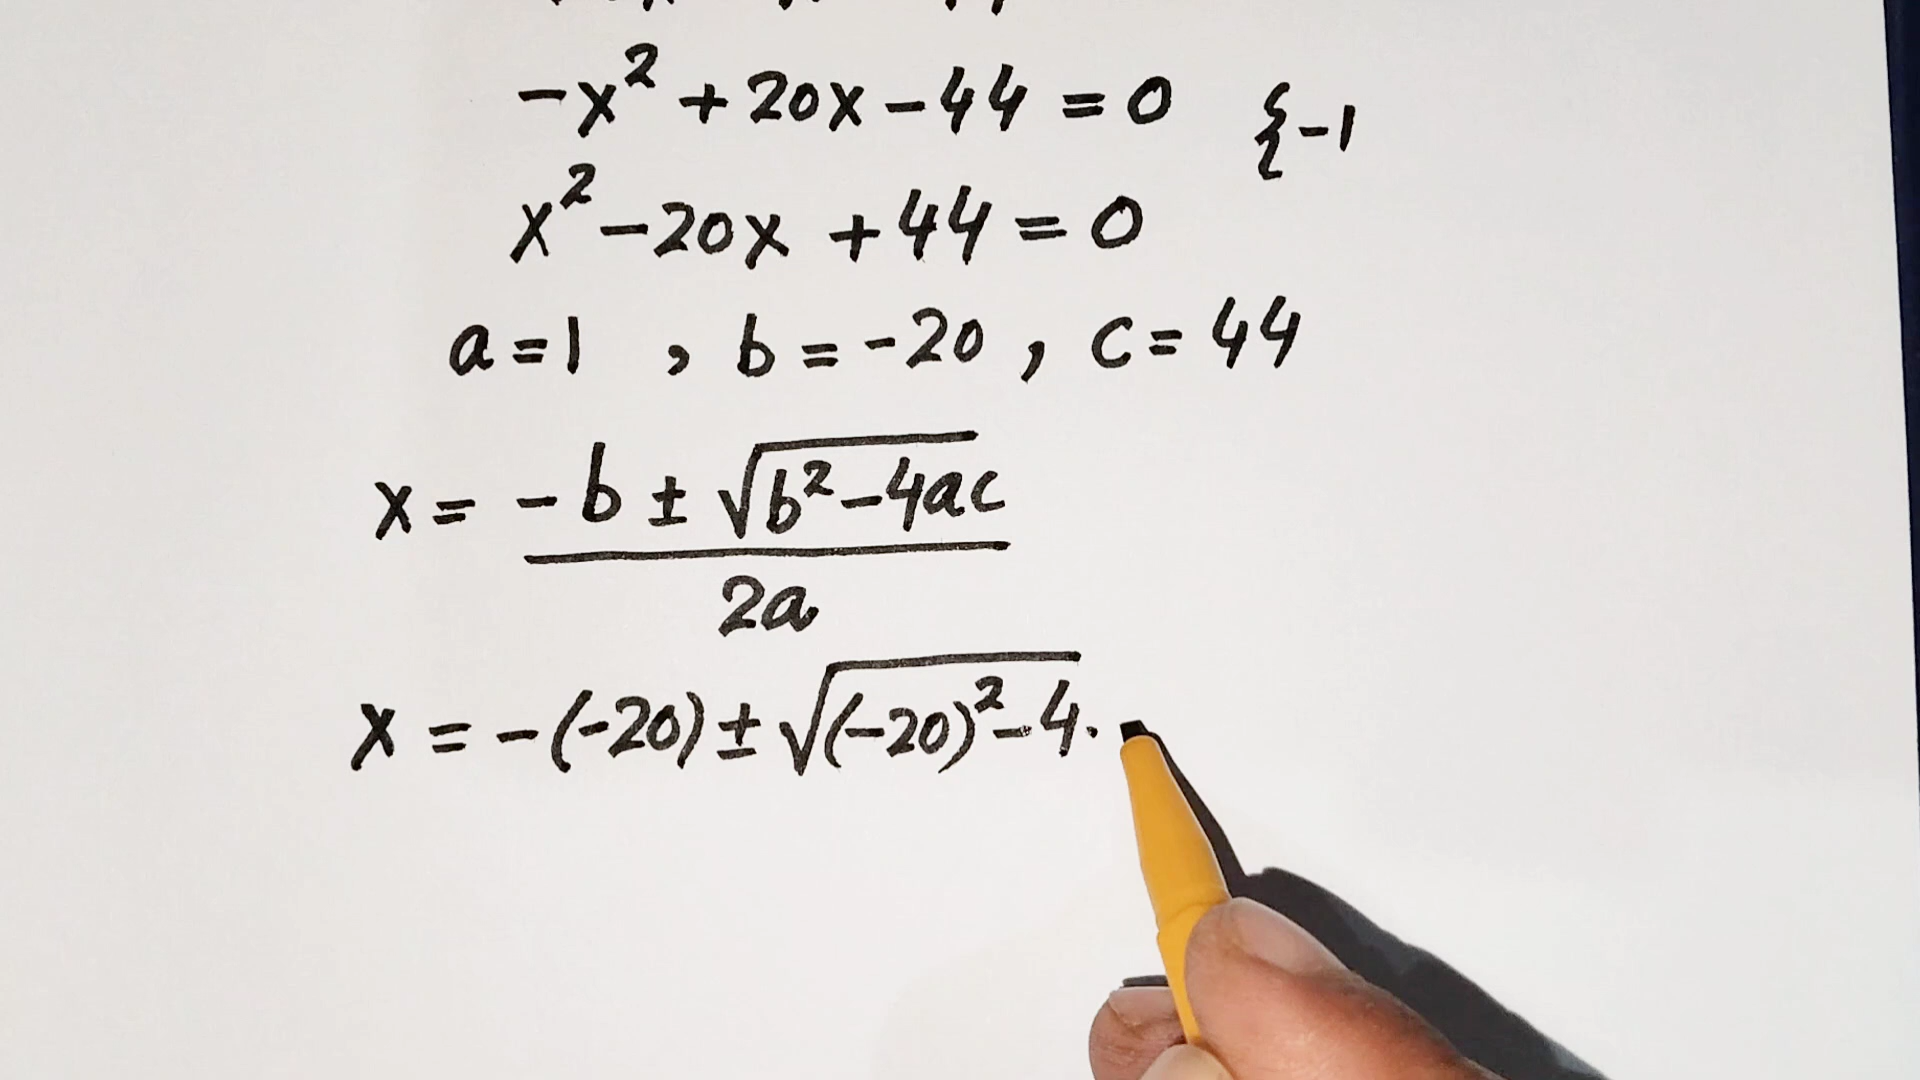 -x² + 20x - 44 = 0 {-1
x² - 20x + 44 = 0
a = 1 , b = -20 , c = 44
x = -b ± √b² - 4ac
2a
x = -(-20) ± √(-20)² - 4.